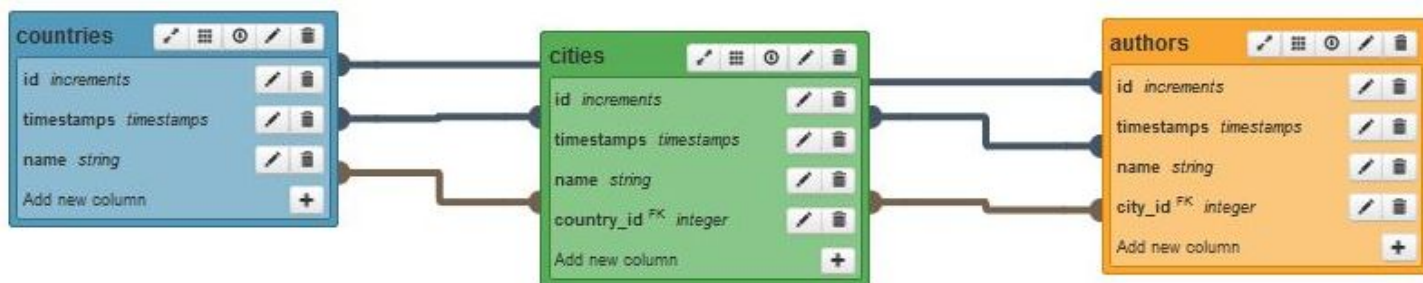 countries
id increments
timestamps timestamps
name string
Add new column
cities
id increments
timestamps timestamps
name string
country_id FK integer
Add new column
authors
id increments
timestamps timestamps
name string
city_id FK integer
Add new column